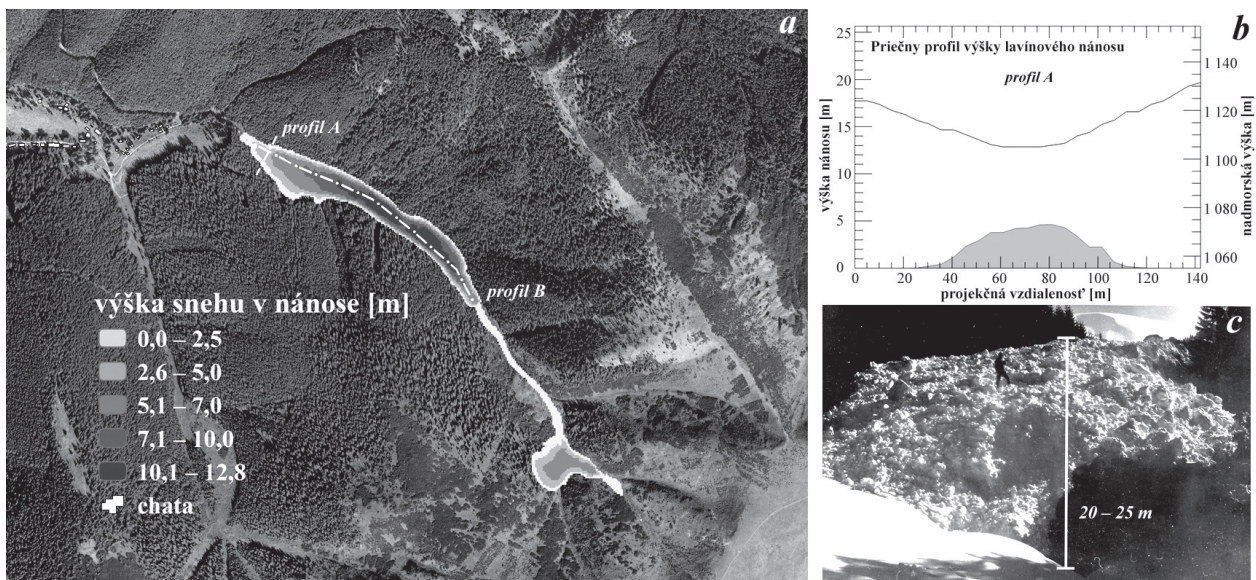 a
profil A
profil B
výška snehu v nánose [m]
0,0 – 2,5
2,6 – 5,0
5,1 – 7,0
7,1 – 10,0
10,1 – 12,8
chata
b
Priečny profil výšky lavínového nánosu
profil A
výška nánosu [m]
25
20
15
10
5
0
0 20 40 60 80 100 120 140
projekčná vzdialenosť [m]
1 140
1 120
1 100
1 080
1 060
nadmorská výška [m]
c
20 – 25 m